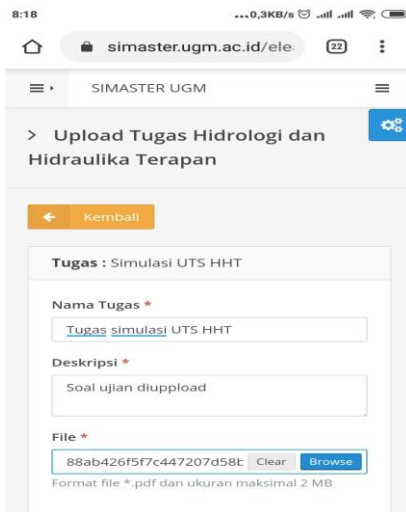 8:18 ...0,3KB/s
simaster.ugm.ac.id/ele 22
SIMASTER UGM
> Upload Tugas Hidrologi dan
Hidraulika Terapan
Kembali
Tugas : Simulasi UTS HHT
Nama Tugas *
Tugas simulasi UTS HHT
Deskripsi *
Soal ujian diuppload
File *
88ab426f5f7c447207d58b Clear Browse
Format file *.pdf dan ukuran maksimal 2 MB